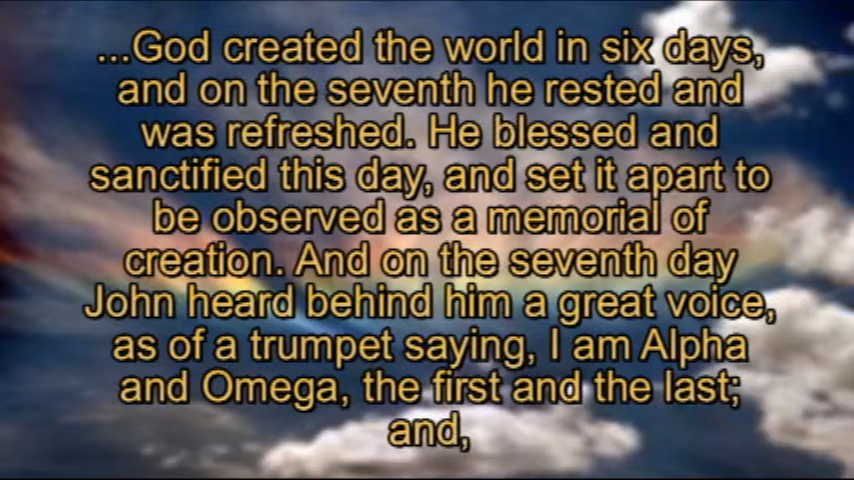 ...God created the world in six days,
and on the seventh he rested and
was refreshed. He blessed and
sanctified this day, and set it apart to
be observed as a memorial of
creation. And on the seventh day
John heard behind him a great voice,
as of a trumpet saying, I am Alpha
and Omega, the first and the last;
and,